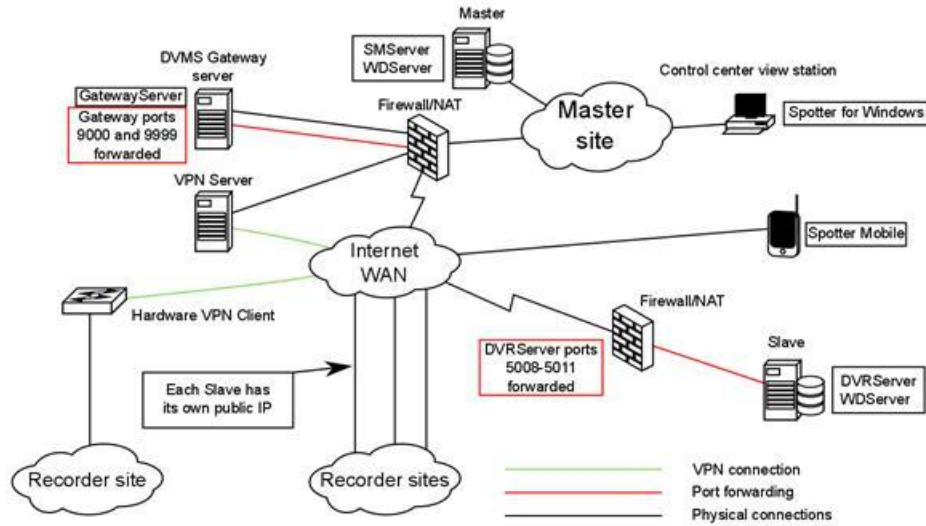 Master
SMServer
WDServer
DVMS Gateway
server
GatewayServer
Gateway ports
9000 and 9999
forwarded
Firewall/NAT
Master
site
Control center view station
Spotter for Windows
VPN Server
Internet
WAN
Spotter Mobile
Hardware VPN Client
Firewall/NAT
DVRServer ports
5008-5011
forwarded
Slave
DVRServer
WDServer
Each Slave has
its own public IP
Recorder site
Recorder sites
VPN connection
Port forwarding
Physical connections